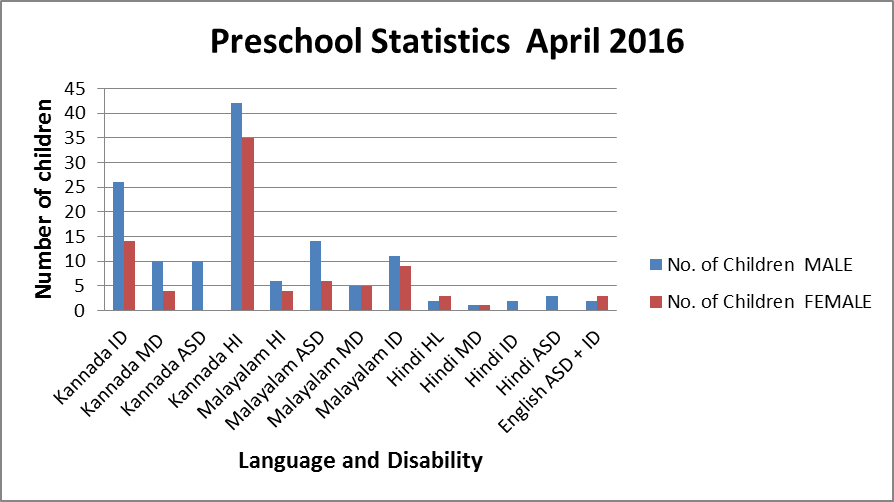 Preschool Statistics  April 2016
Number of children
45
40
35
30
25
20
15
10
5
0
Kannada ID
Kannada MD
Kannada ASD
Kannada HI
Malayalam HI
Malayalam ASD
Malayalam MD
Malayalam ID
Hindi HL
Hindi MD
Hindi ID
Hindi ASD
English ASD + ID
Language and Disability
No. of Children  MALE
No. of Children  FEMALE